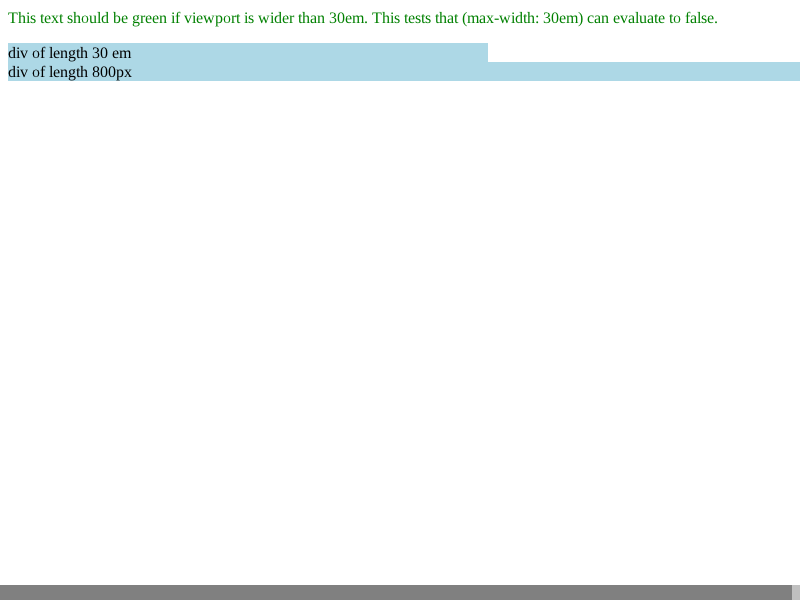 This text should be green if viewport is wider than 30em. This tests that (max-width: 30em) can evaluate to false.
div of length 30 em
div of length 800px